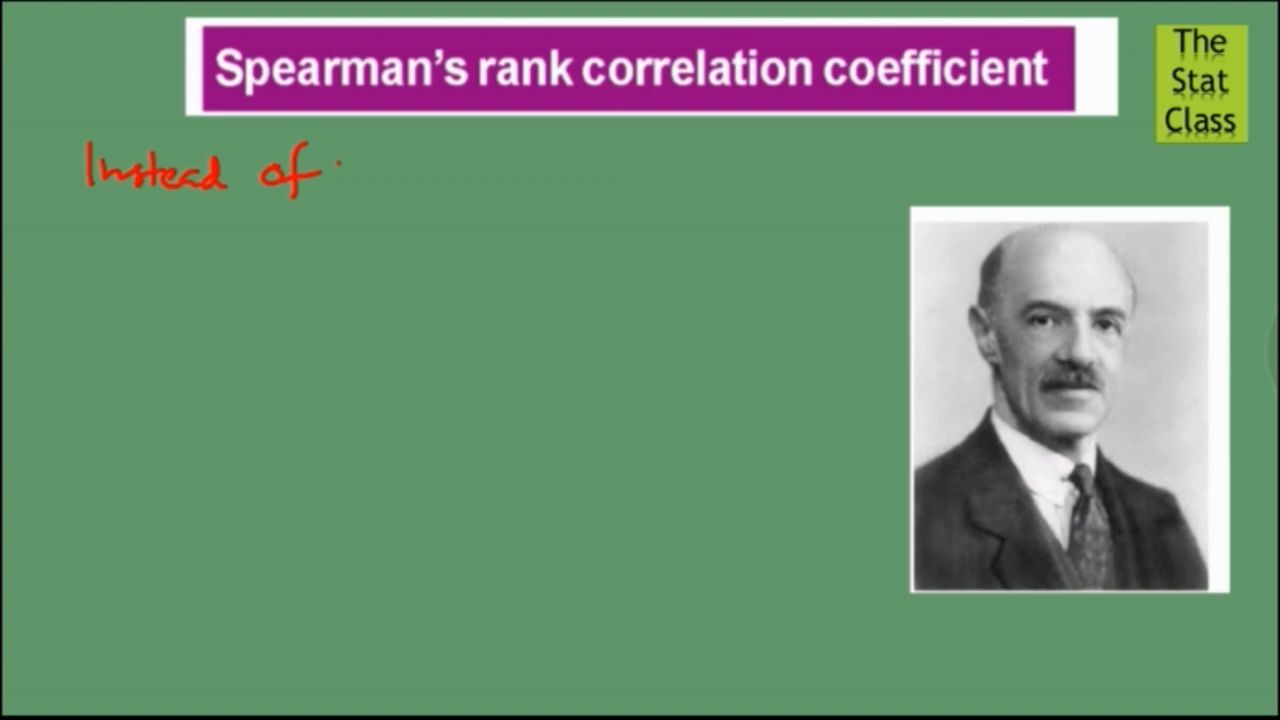 Spearman's rank correlation coefficient
The
Stat
Class
Instead of